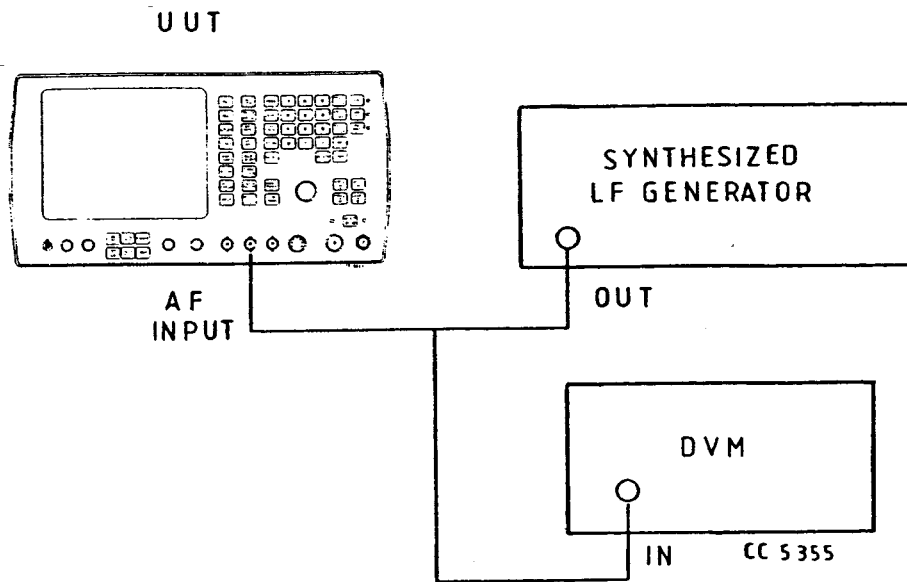 UUT
SYNTHESIZED
LF GENERATOR
OUT
AF
INPUT
DVM
IN
CC 5355